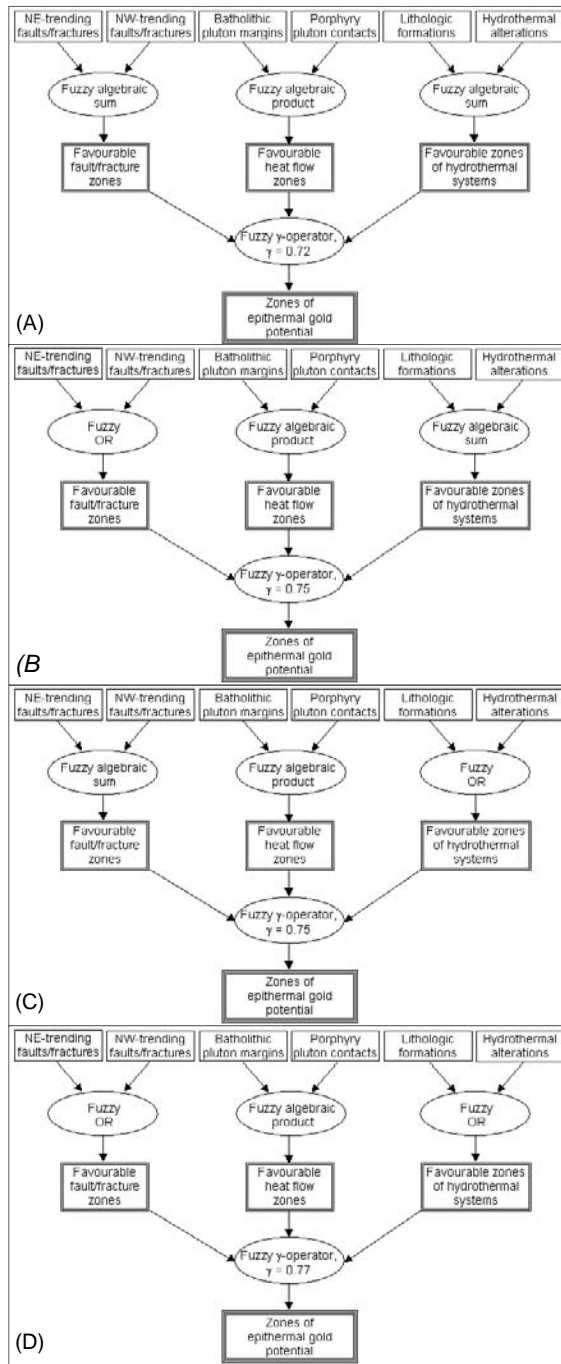 NE-trending faults/fractures
NW-trending faults/fractures
Batholithic pluton margins
Porphyry pluton contacts
Lithologic formations
Hydrothermal alterations
Fuzzy algebraic sum
Fuzzy algebraic product
Fuzzy algebraic sum
Favourable fault/fracture zones
Favourable heat flow zones
Favourable zones of hydrothermal systems
Fuzzy γ-operator, γ = 0.72
Zones of epithermal gold potential
(A)
NE-trending faults/fractures
NW-trending faults/fractures
Batholithic pluton margins
Porphyry pluton contacts
Lithologic formations
Hydrothermal alterations
Fuzzy OR
Fuzzy algebraic product
Fuzzy algebraic sum
Favourable fault/fracture zones
Favourable heat flow zones
Favourable zones of hydrothermal systems
Fuzzy γ-operator, γ = 0.75
Zones of epithermal gold potential
(B
NE-trending faults/fractures
NW-trending faults/fractures
Batholithic pluton margins
Porphyry pluton contacts
Lithologic formations
Hydrothermal alterations
Fuzzy algebraic sum
Fuzzy algebraic product
Fuzzy OR
Favourable fault/fracture zones
Favourable heat flow zones
Favourable zones of hydrothermal systems
Fuzzy γ-operator, γ = 0.75
Zones of epithermal gold potential
(C)
NE-trending faults/fractures
NW-trending faults/fractures
Batholithic pluton margins
Porphyry pluton contacts
Lithologic formations
Hydrothermal alterations
Fuzzy OR
Fuzzy algebraic product
Fuzzy OR
Favourable fault/fracture zones
Favourable heat flow zones
Favourable zones of hydrothermal systems
Fuzzy γ-operator, γ = 0.77
Zones of epithermal gold potential
(D)